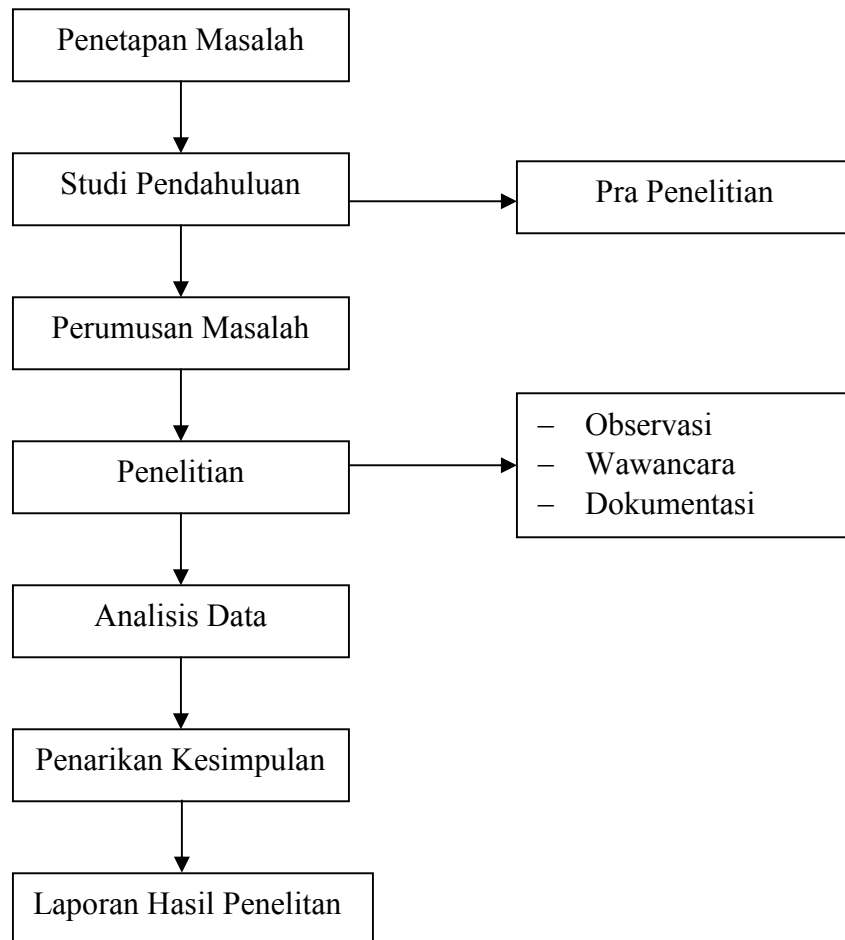 Penetapan Masalah
Studi Pendahuluan
Pra Penelitian
Perumusan Masalah
Penelitian
– Observasi
– Wawancara
– Dokumentasi
Analisis Data
Penarikan Kesimpulan
Laporan Hasil Penelitan